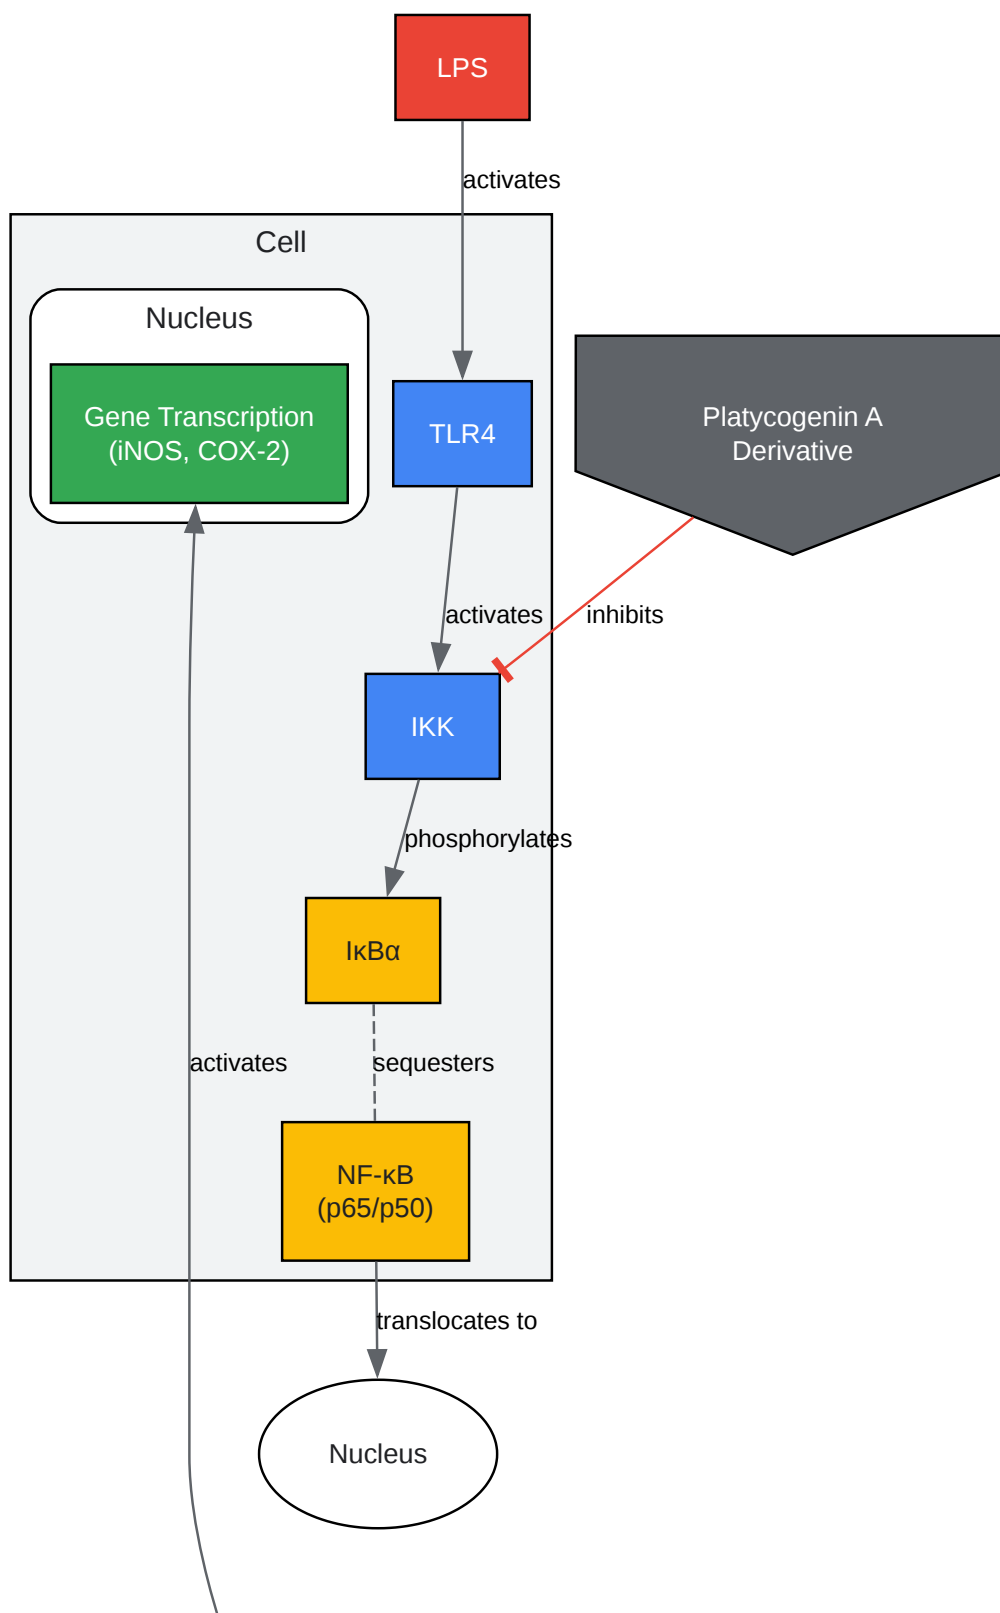 LPS
activates
Cell
Nucleus
Gene Transcription
(iNOS, COX-2)
TLR4
Platycogenin A
Derivative
activates
inhibits
IKK
phosphorylates
IκBα
activates
sequesters
NF-κB
(p65/p50)
translocates to
Nucleus